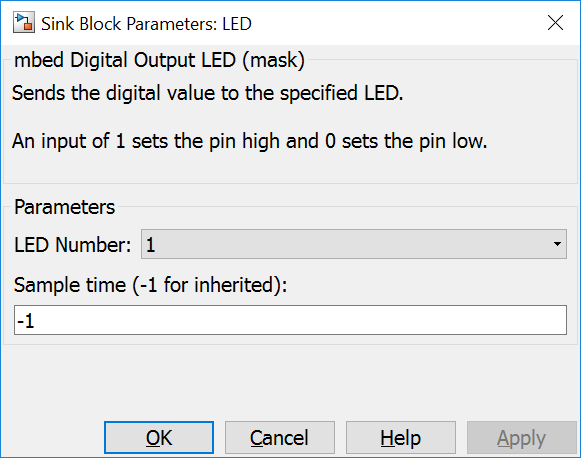 Sink Block Parameters: LED
mbed Digital Output LED (mask)
Sends the digital value to the specified LED.
An input of 1 sets the pin high and 0 sets the pin low.
Parameters
LED Number: 1
Sample time (-1 for inherited):
-1
OK Cancel Help Apply